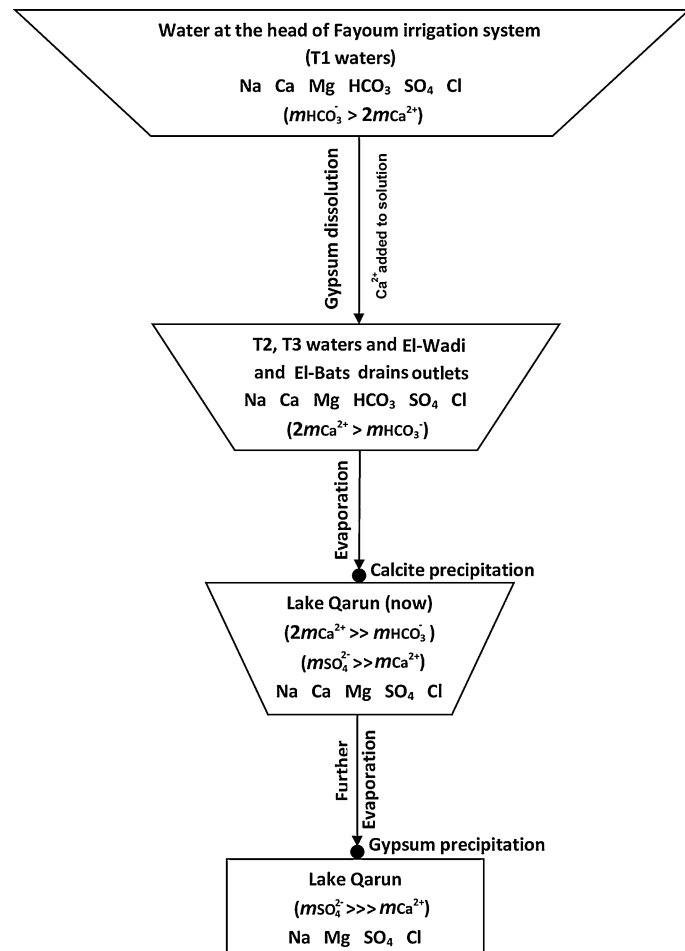 Water at the head of Fayoum irrigation system
(T1 waters)
Na Ca Mg HCO₃ SO₄ Cl
(mHCO₃⁻ > 2mCa²⁺)
Gypsum dissolution
Ca²⁺ added to solution
T2, T3 waters and El-Wadi
and El-Bats drains outlets
Na Ca Mg HCO₃ SO₄ Cl
(2mCa²⁺ > mHCO₃⁻)
Evaporation
Calcite precipitation
Lake Qarun (now)
(2mCa²⁺ >> mHCO₃⁻)
(mSO₄²⁻ >> mCa²⁺)
Na Ca Mg SO₄ Cl
Further
Evaporation
Gypsum precipitation
Lake Qarun
(mSO₄²⁻ >>> mCa²⁺)
Na Mg SO₄ Cl